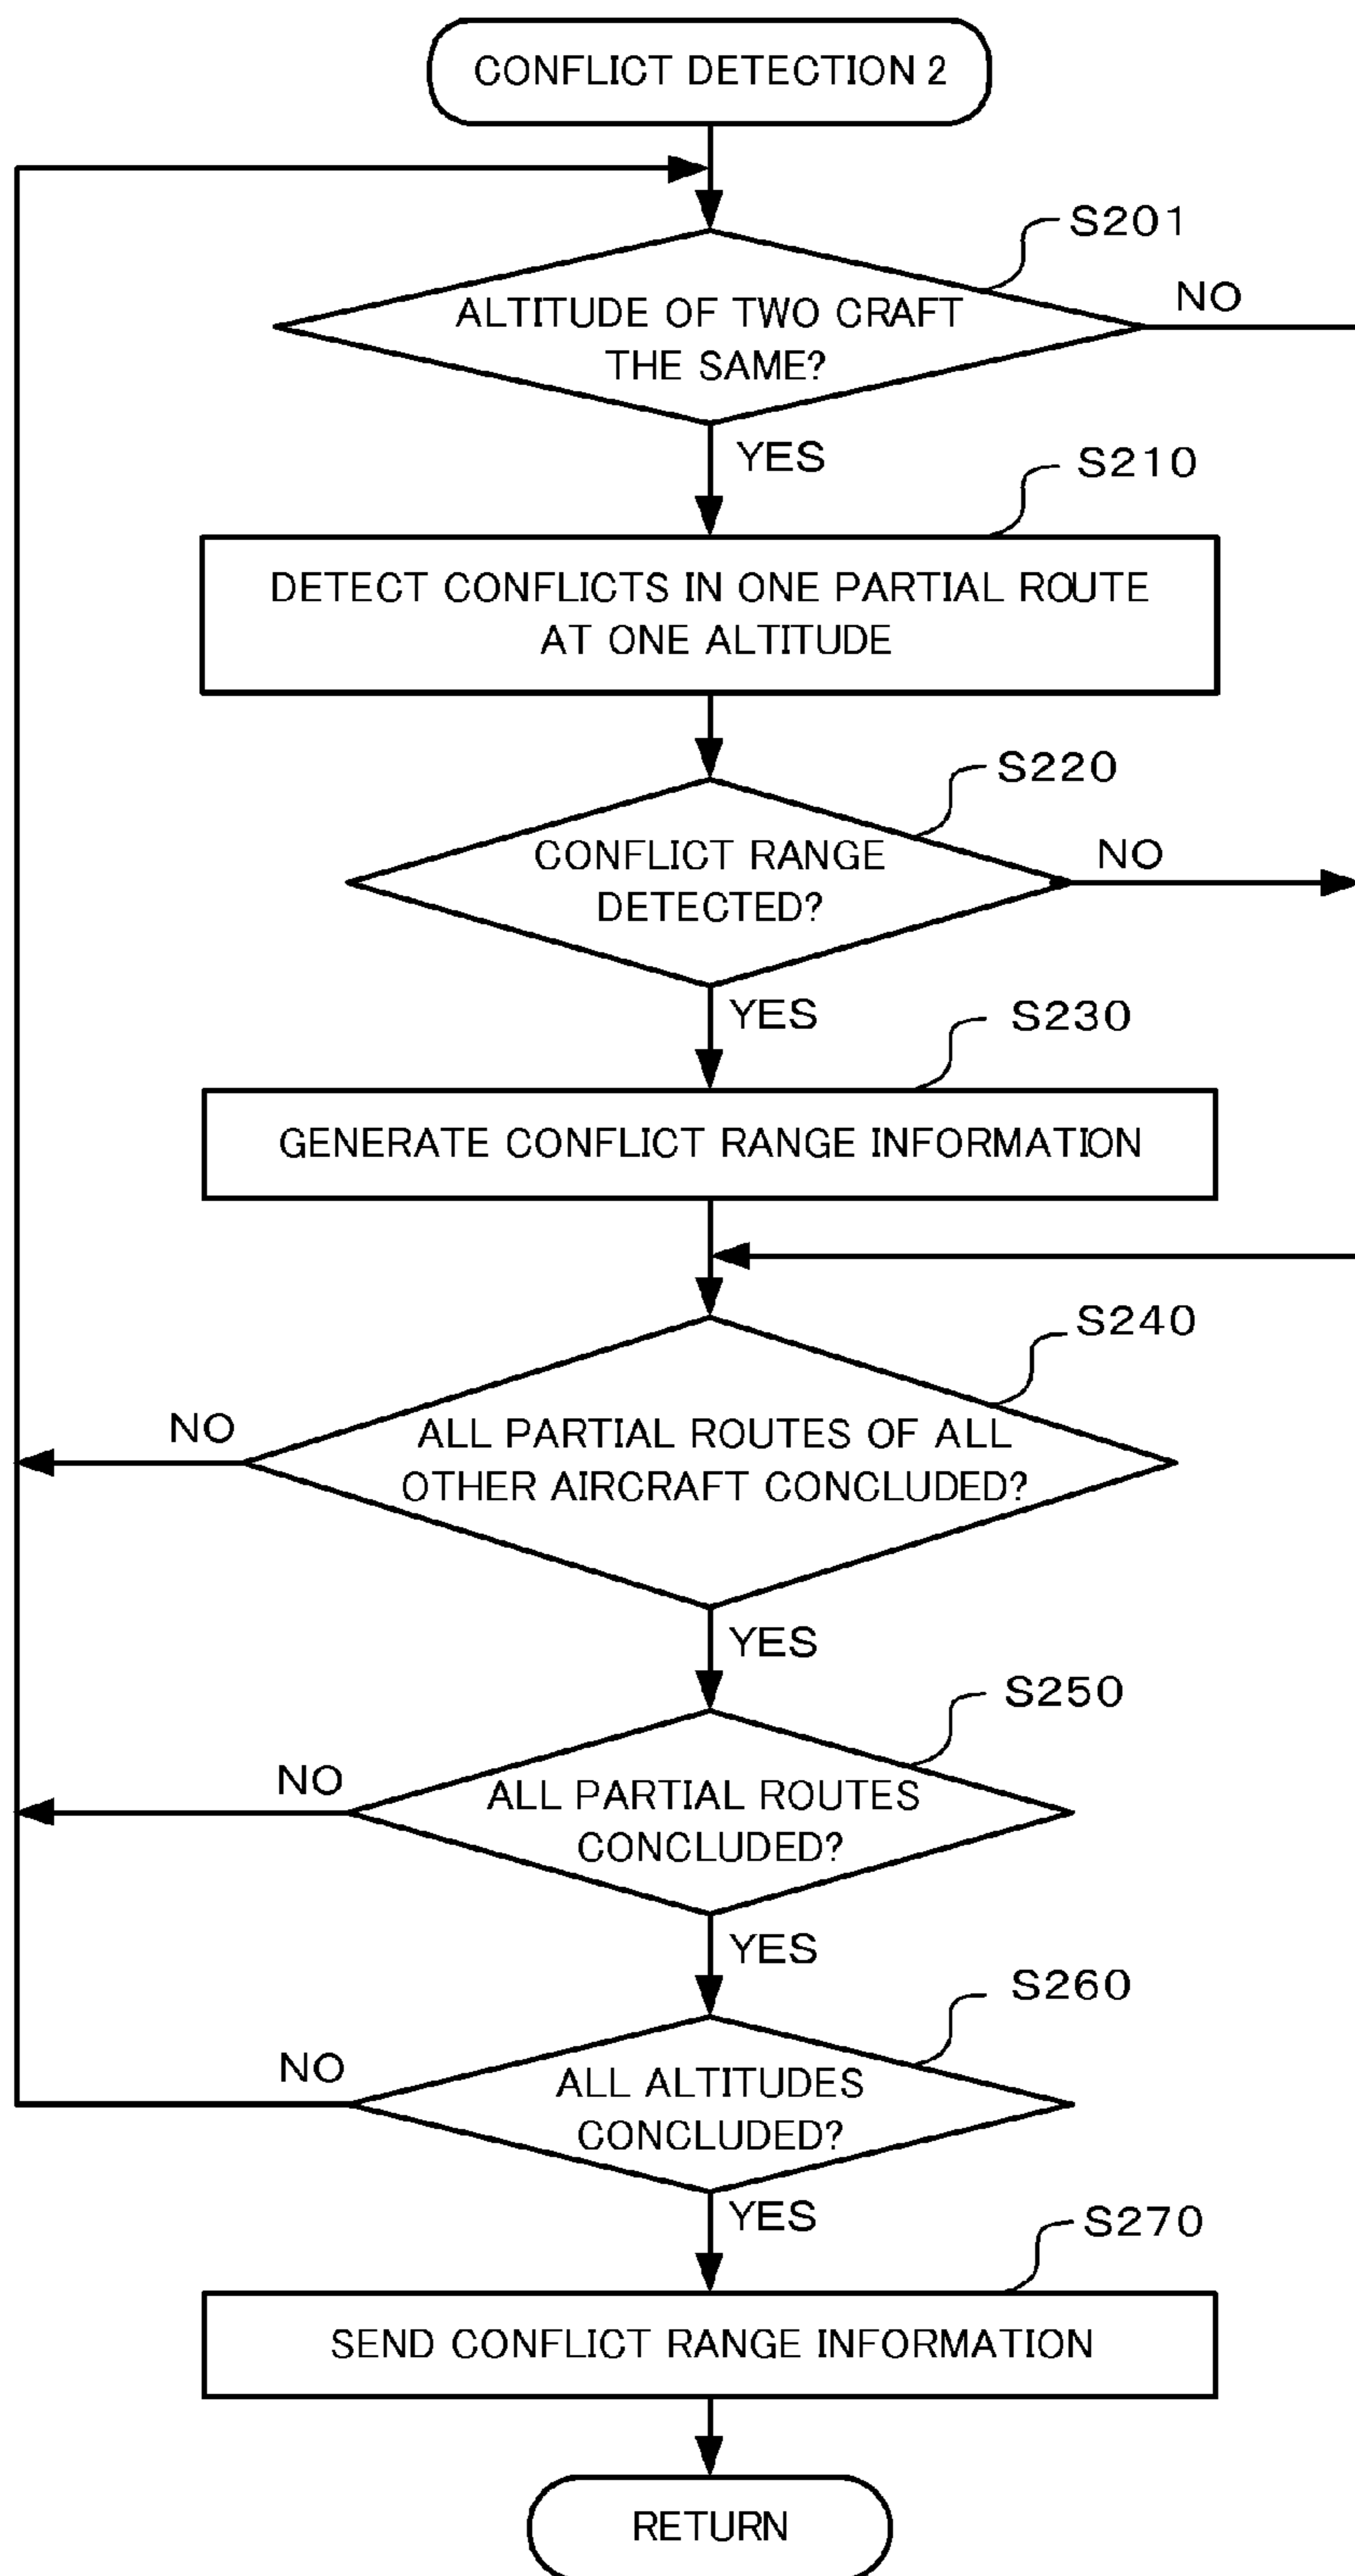 CONFLICT DETECTION 2
S201
ALTITUDE OF TWO CRAFT
THE SAME?
NO
YES
S210
DETECT CONFLICTS IN ONE PARTIAL ROUTE
AT ONE ALTITUDE
S220
CONFLICT RANGE
DETECTED?
NO
YES
S230
GENERATE CONFLICT RANGE INFORMATION
S240
ALL PARTIAL ROUTES OF ALL
OTHER AIRCRAFT CONCLUDED?
NO
YES
S250
ALL PARTIAL ROUTES
CONCLUDED?
NO
YES
S260
ALL ALTITUDES
CONCLUDED?
NO
YES
S270
SEND CONFLICT RANGE INFORMATION
RETURN